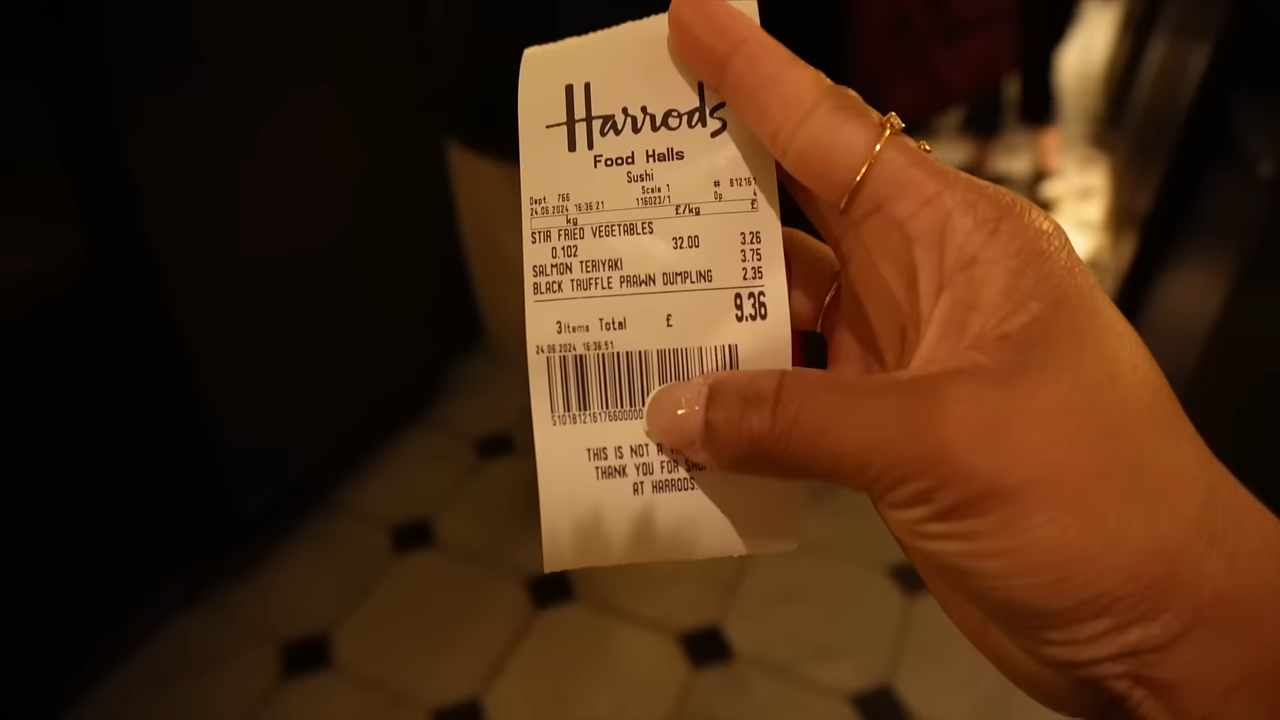 Harrods
Food Halls
Sushi
Dept. 766 Scale 1 # B12161
24.06.2024 16:36:21 116023/1 Op. 4
kg £/kg £
STIR FRIED VEGETABLES
0.102 32.00 3.26
SALMON TERIYAKI 3.75
BLACK TRUFFLE PRAWN DUMPLING 2.35
3Items Total £ 9.36
24.06.2024 16:36:51
THIS IS NOT A
THANK YOU FOR
AT HARRODS.